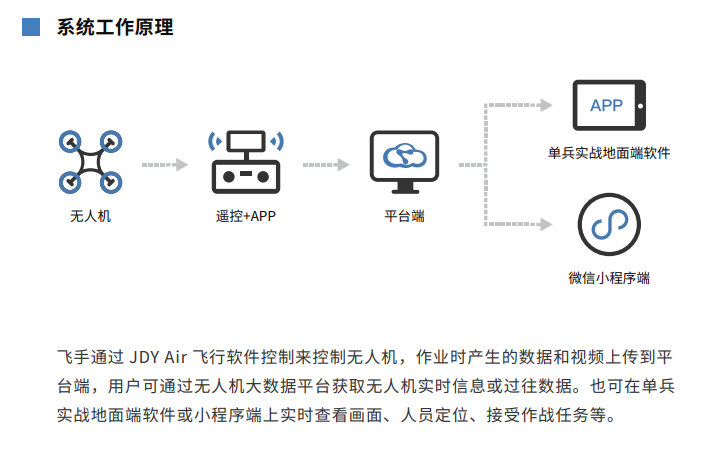 系统工作原理
APP
单兵实战地面端软件
无人机
遥控+APP
平台端
微信小程序端
飞手通过 JDY Air 飞行软件控制来控制无人机，作业时产生的数据和视频上传到平
台端，用户可通过无人机大数据平台获取无人机实时信息或过往数据。也可在单兵
实战地面端软件或小程序端上实时查看画面、人员定位、接受作战任务等。